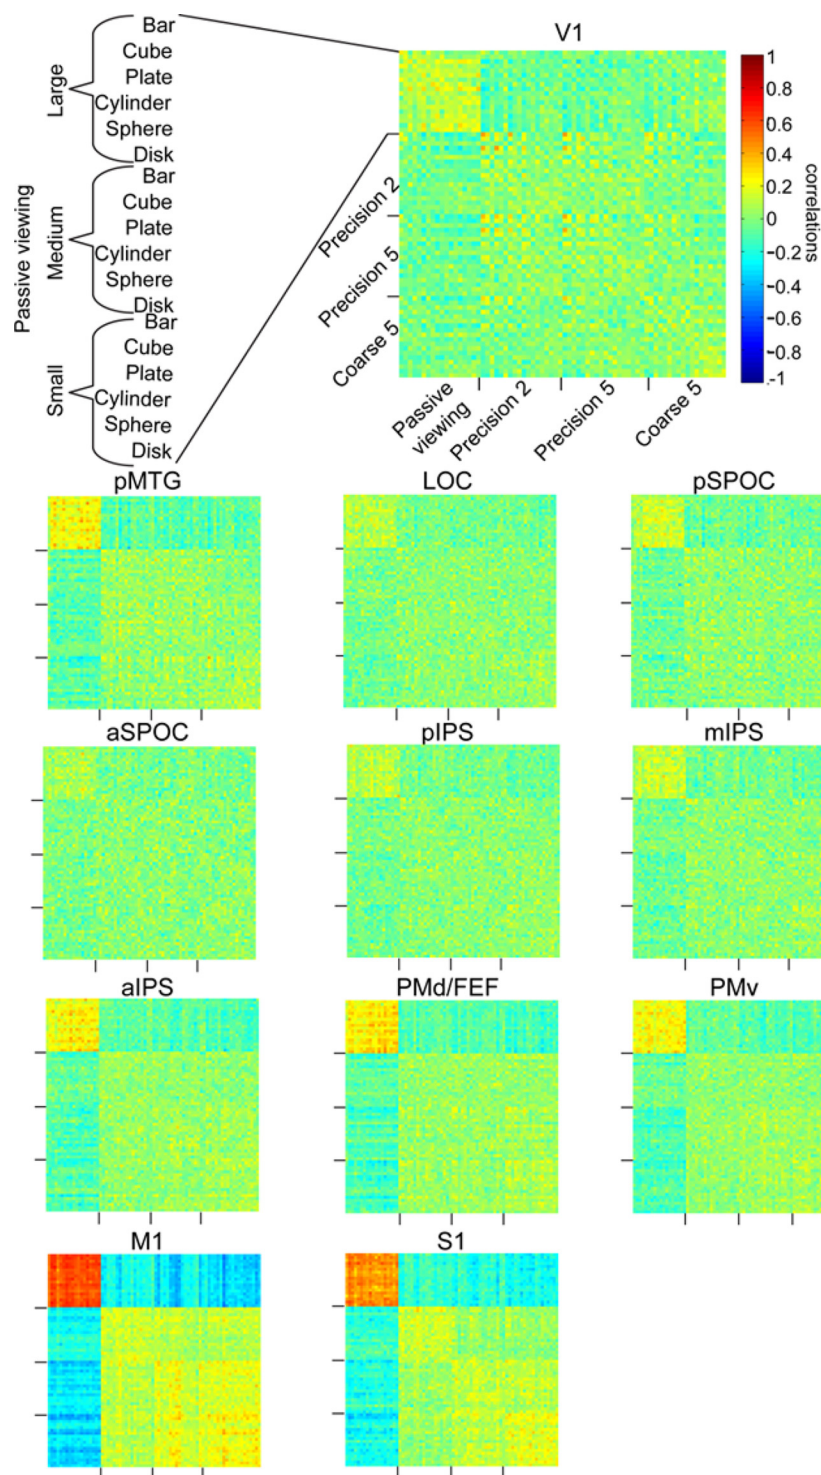 V1
Passive viewing
Large
Bar
Cube
Plate
Cylinder
Sphere
Disk
Medium
Bar
Cube
Plate
Cylinder
Sphere
Disk
Small
Bar
Cube
Plate
Cylinder
Sphere
Disk
Precision 2
Precision 5
Coarse 5
Passive
viewing
Precision 2
Precision 5
Coarse 5
1
0.8
0.6
0.4
0.2
0
-0.2
-0.4
-0.6
-0.8
-1
correlations
pMTG
LOC
pSPOC
aSPOC
pIPS
mIPS
aIPS
PMd/FEF
PMv
M1
S1